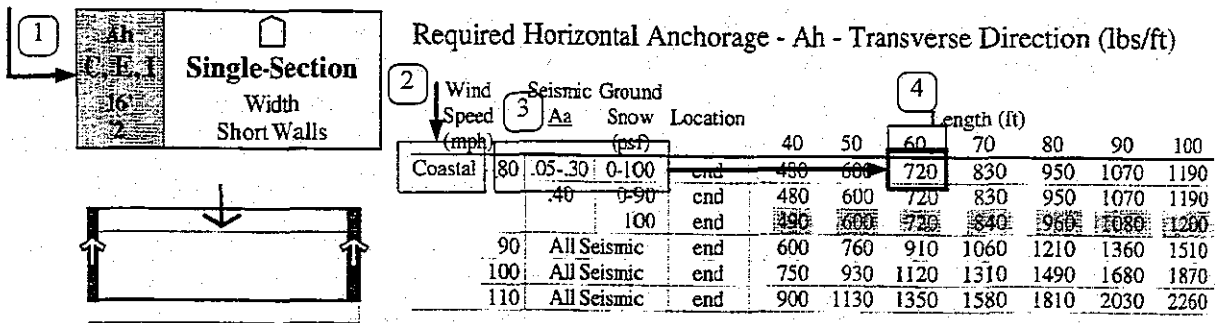 1
Ah
C, E, I
16'
2
Single-Section
Width
Short Walls
Required Horizontal Anchorage - Ah - Transverse Direction (lbs/ft)
2
3
4
Wind Seismic Ground
Speed Aa Snow Location Length (ft)
(mph) (psf) 40 50 60 70 80 90 100
Coastal 80 .05-.30 0-100 end 480 600 720 830 950 1070 1190
.40 0-90 end 480 600 720 830 950 1070 1190
100 end 490 600 720 840 960 1080 1200
90 All Seismic end 600 760 910 1060 1210 1360 1510
100 All Seismic end 750 930 1120 1310 1490 1680 1870
110 All Seismic end 900 1130 1350 1580 1810 2030 2260